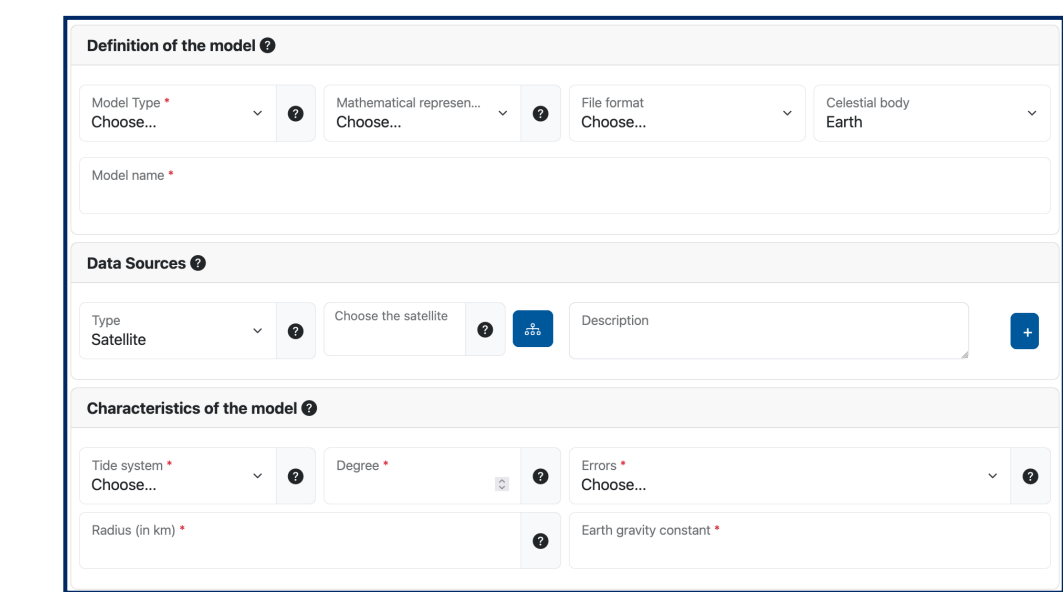 Definition of the model ?
Model Type *
Choose...
?
Mathematical represen...
Choose...
?
File format
Choose...
Celestial body
Earth
Model name *
Data Sources ?
Type
Satellite
?
Choose the satellite
?
Description
+
Characteristics of the model ?
Tide system *
Choose...
?
Degree *
?
Errors *
Choose...
?
Radius (in km) *
?
Earth gravity constant *